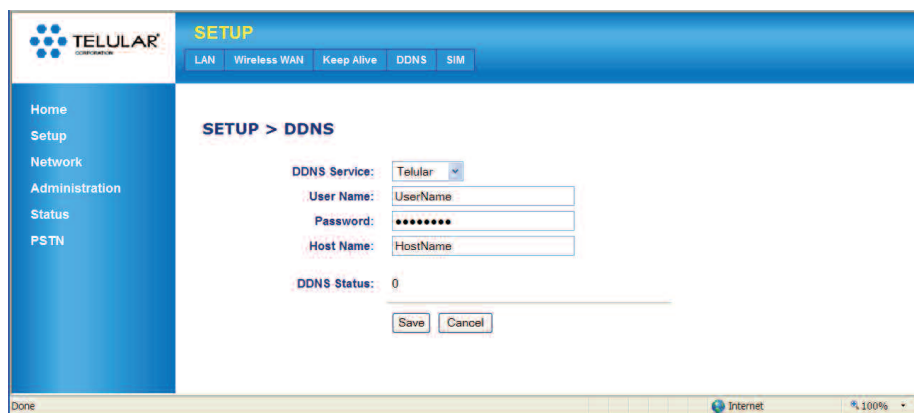 TELULAR
CORPORATION
SETUP
LAN Wireless WAN Keep Alive DDNS SIM
Home
Setup
Network
Administration
Status
PSTN
SETUP > DDNS
DDNS Service: Telular
User Name: UserName
Password: ••••••••
Host Name: HostName
DDNS Status: 0
Save Cancel
Done Internet 100%